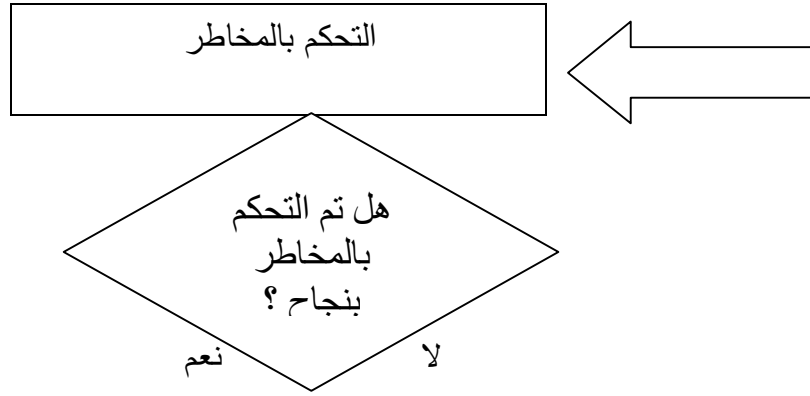 التحكم بالمخاطر
هل تم التحكم
بالمخاطر
بنجاح ؟
نعم
لا